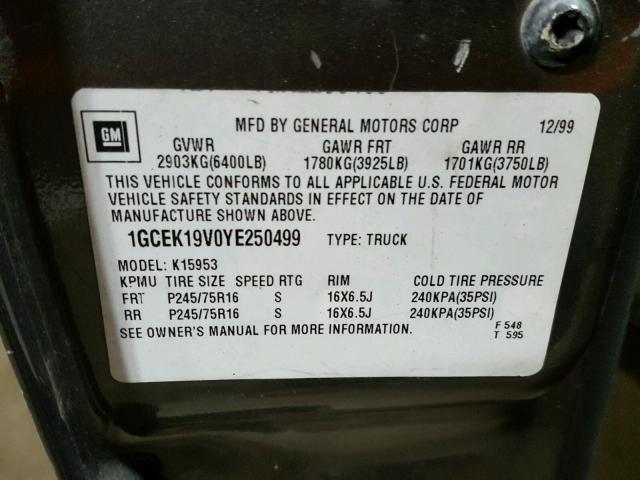 GM
MFD BY GENERAL MOTORS CORP 12/99
GVWR GAWR FRT GAWR RR
2903KG(6400LB) 1780KG(3925LB) 1701KG(3750LB)
THIS VEHICLE CONFORMS TO ALL APPLICABLE U.S. FEDERAL MOTOR
VEHICLE SAFETY STANDARDS IN EFFECT ON THE DATE OF
MANUFACTURE SHOWN ABOVE.
1GCEK19V0YE250499 TYPE: TRUCK
MODEL: K15953
KPMU TIRE SIZE SPEED RTG RIM COLD TIRE PRESSURE
FRT P245/75R16 S 16X6.5J 240KPA(35PSI)
RR P245/75R16 S 16X6.5J 240KPA(35PSI)
SEE OWNER'S MANUAL FOR MORE INFORMATION.
F 548
T 595